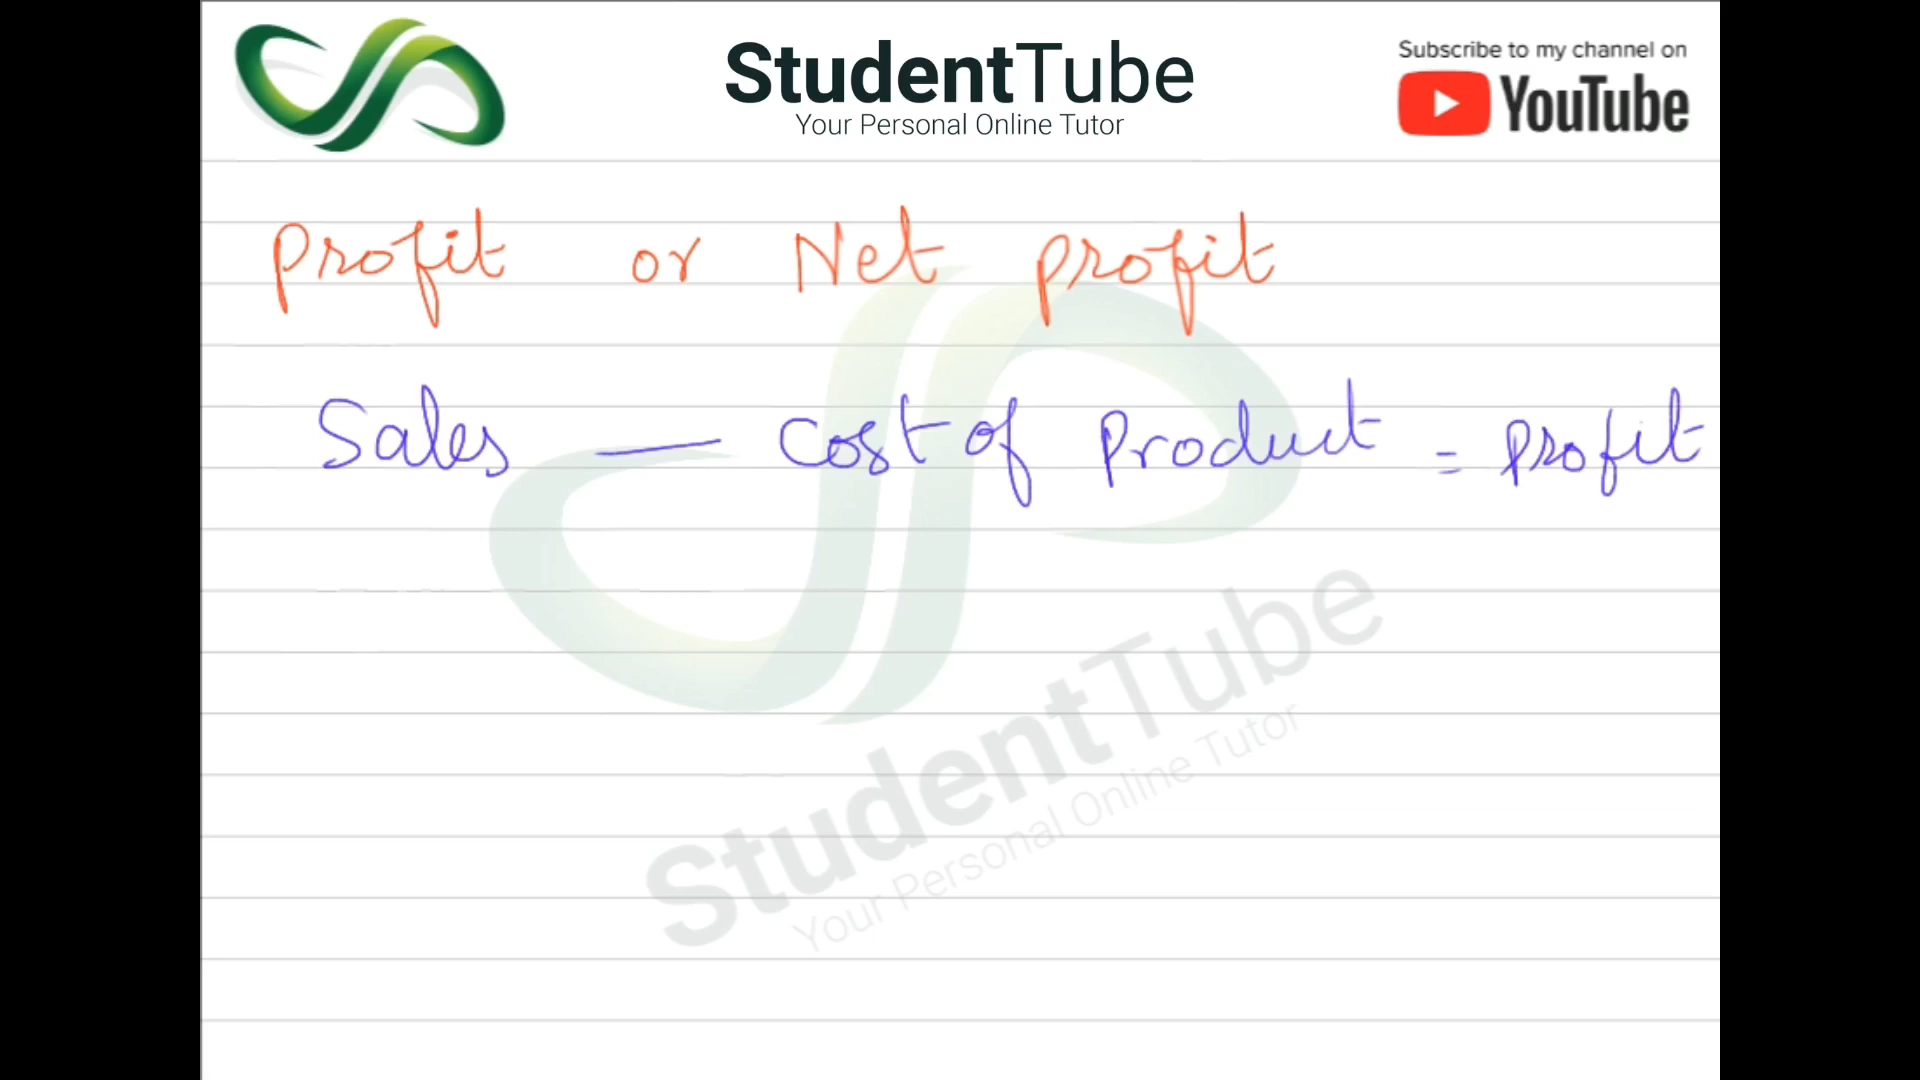 StudentTube
Your Personal Online Tutor
Subscribe to my channel on
YouTube
Profit or Net profit
Sales — Cost of Product = Profit
StudentTube
Your Personal Online Tutor